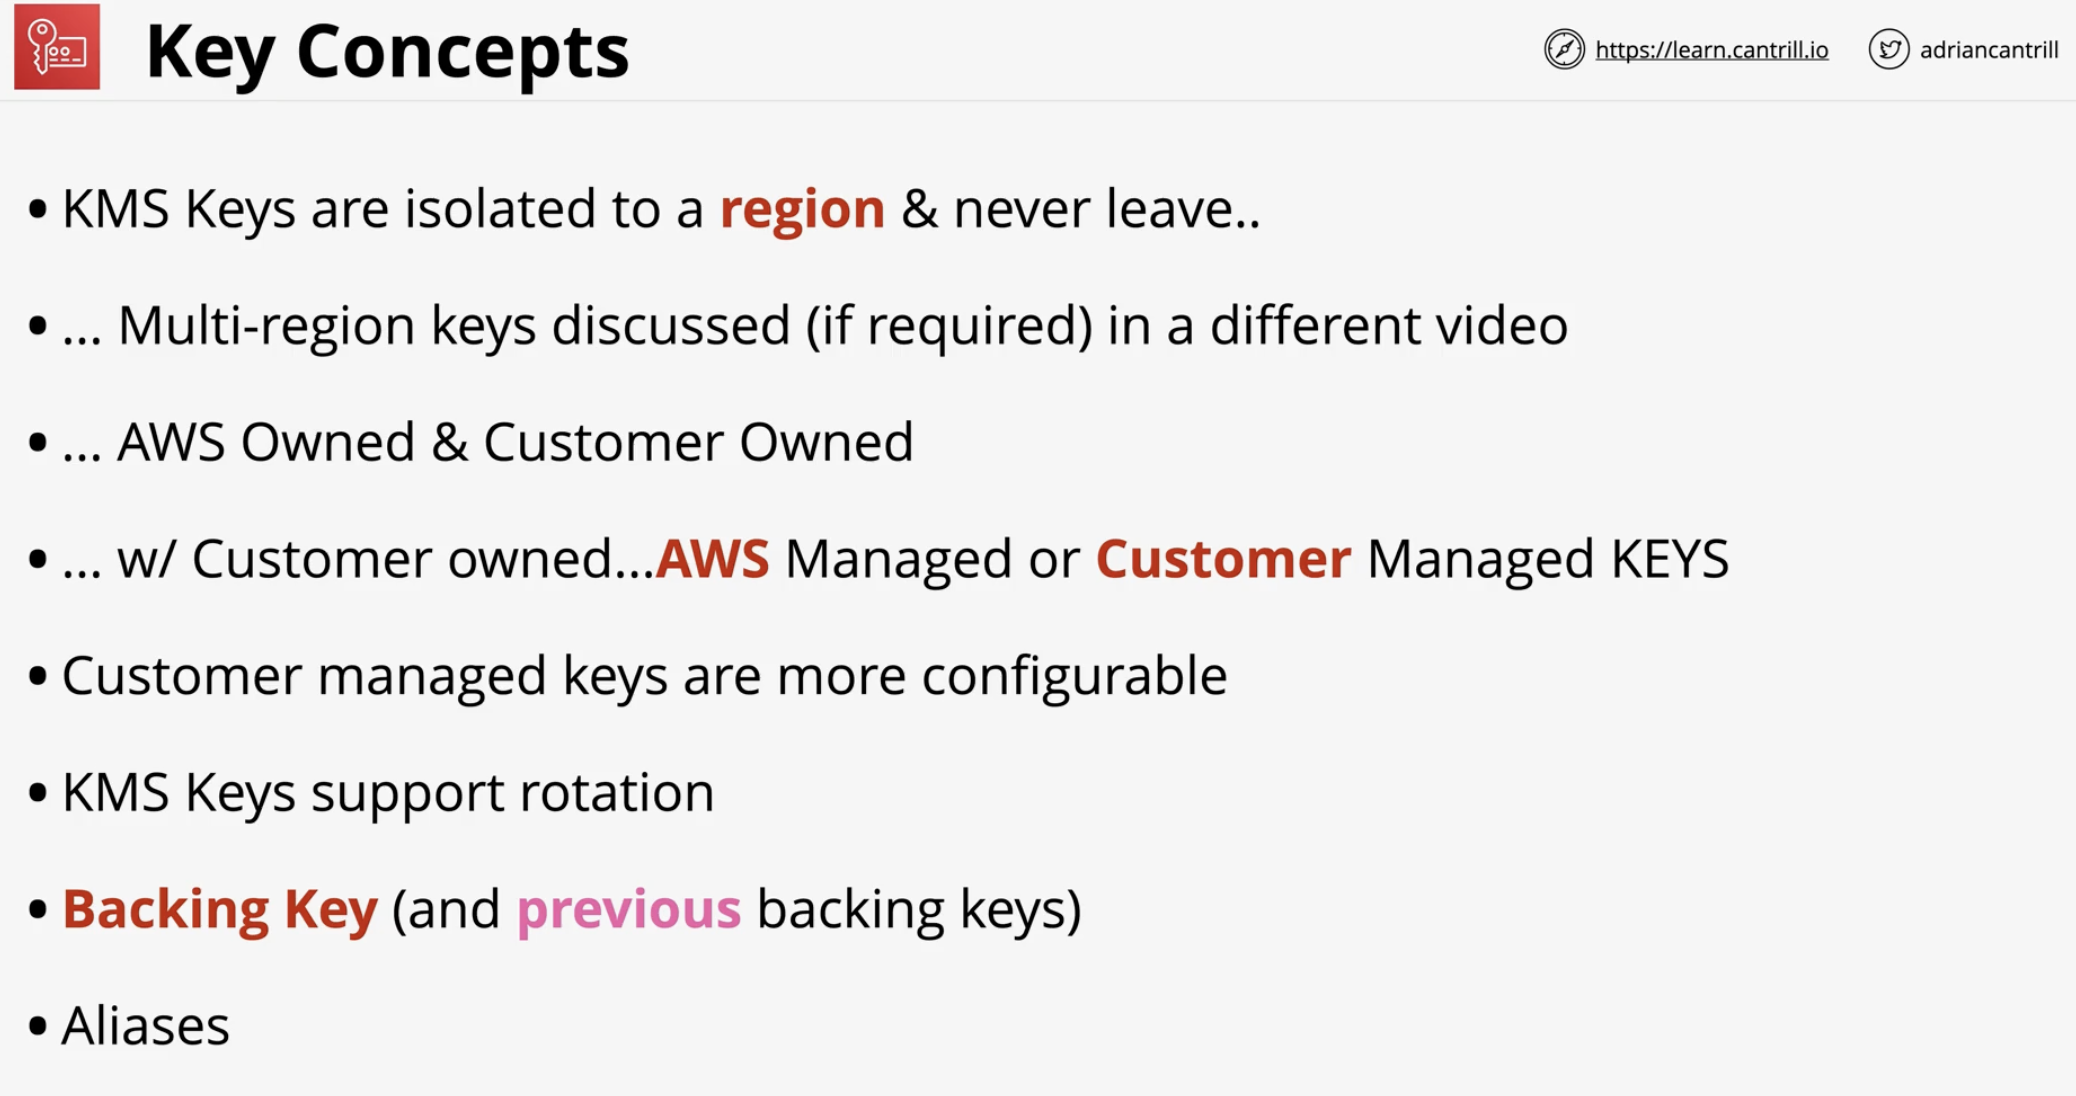 Key Concepts
https://learn.cantrill.io
adriancantrill
• KMS Keys are isolated to a region & never leave..
• ... Multi-region keys discussed (if required) in a different video
• ... AWS Owned & Customer Owned
• ... w/ Customer owned...AWS Managed or Customer Managed KEYS
• Customer managed keys are more configurable
• KMS Keys support rotation
• Backing Key (and previous backing keys)
• Aliases